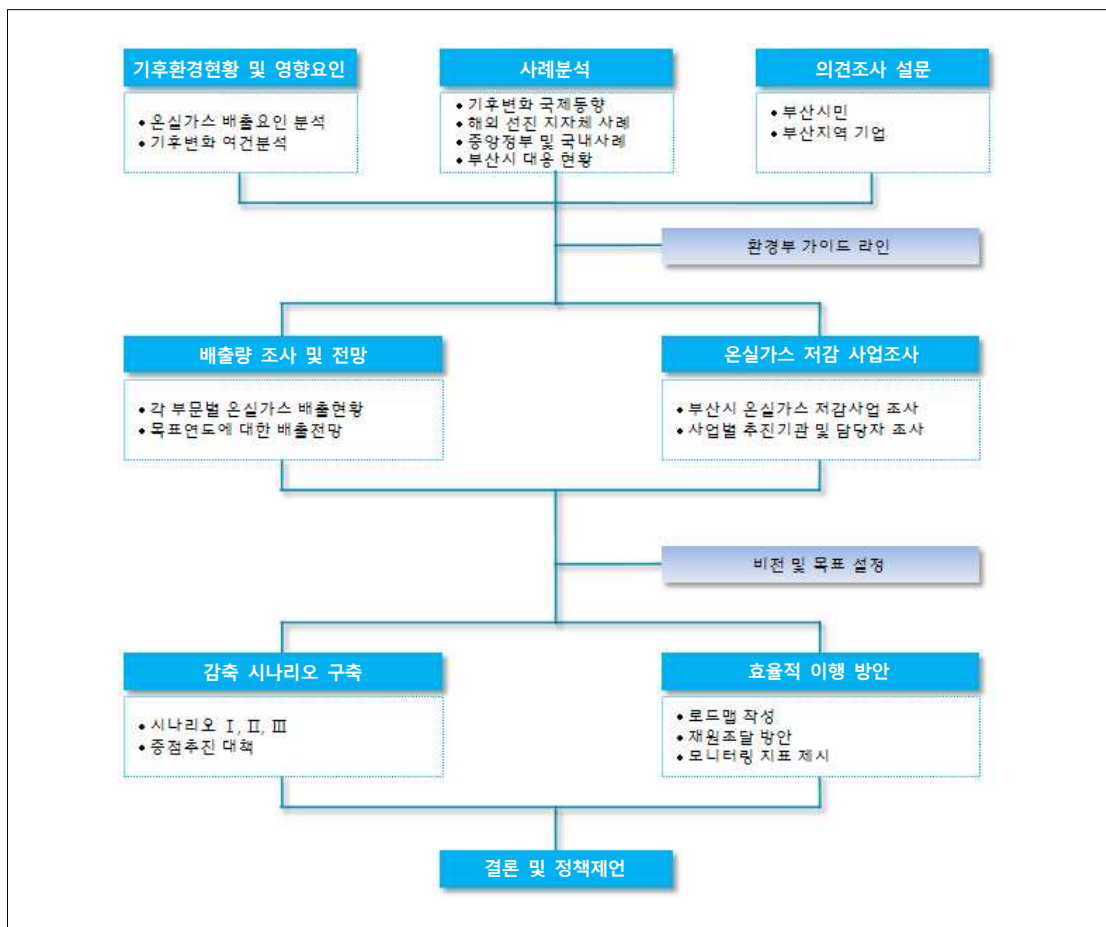 기후환경현황 및 영향요인
• 온실가스 배출요인 분석
• 기후변화 여건분석
사례분석
• 기후변화 국제동향
• 해외 선진 지자체 사례
• 중앙정부 및 국내사례
• 부산시 대응 현황
의견조사 설문
• 부산시민
• 부산지역 기업
환경부 가이드 라인
배출량 조사 및 전망
• 각 부문별 온실가스 배출현황
• 목표연도에 대한 배출전망
온실가스 저감 사업조사
• 부산시 온실가스 저감사업 조사
• 사업별 추진기관 및 담당자 조사
비전 및 목표 설정
감축 시나리오 구축
• 시나리오 Ⅰ, Ⅱ, Ⅲ
• 중점추진 대책
효율적 이행 방안
• 로드맵 작성
• 재원조달 방안
• 모니터링 지표 제시
결론 및 정책제언